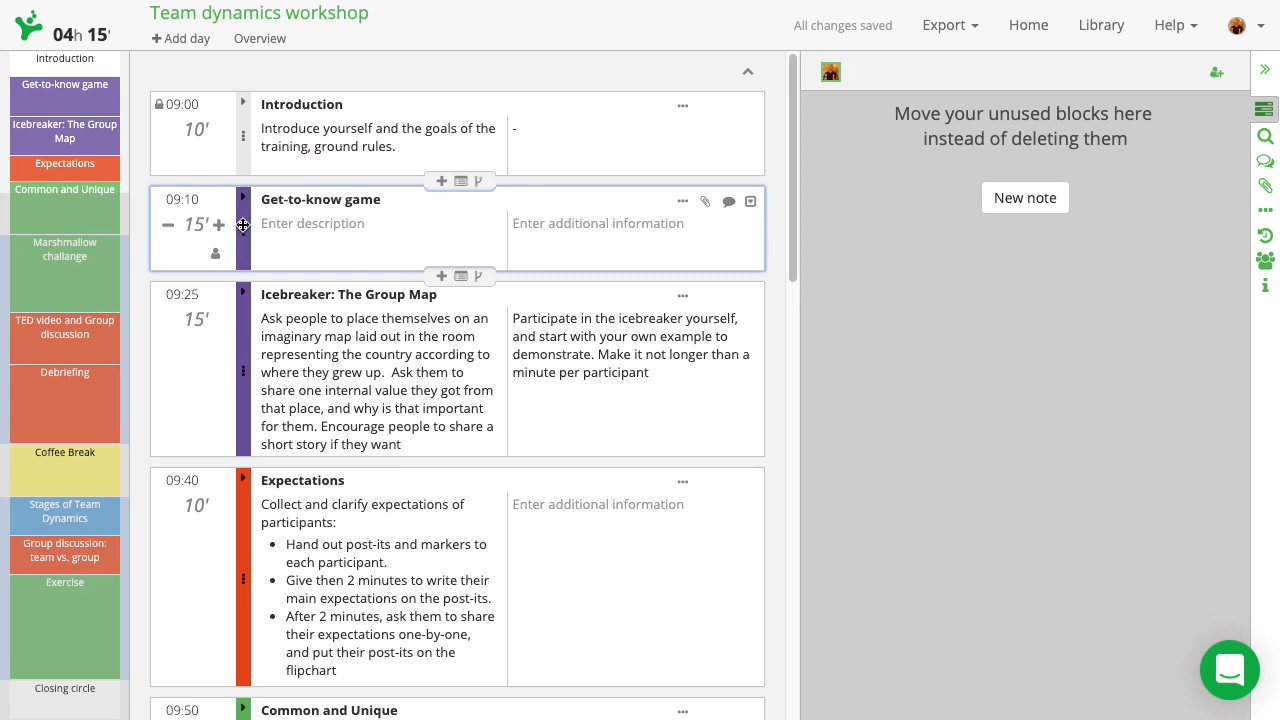 Team dynamics workshop
04h 15'
+ Add day
Overview
All changes saved
Export
Home
Library
Help
Introduction
Get-to-know game
Icebreaker: The Group
Map
Expectations
Common and Unique
Marshmallow
challange
TED video and Group
discussion
Debriefing
Coffee Break
Stages of Team
Dynamics
Group discussion:
team vs. group
Exercise
Closing circle
09:00
Introduction
10'
Introduce yourself and the goals of the
training, ground rules.
-
09:10
Get-to-know game
15'
Enter description
Enter additional information
09:25
Icebreaker: The Group Map
15'
Ask people to place themselves on an
imaginary map laid out in the room
representing the country according to
where they grew up. Ask them to
share one internal value they got from
that place, and why is that important
for them. Encourage people to share a
short story if they want
Participate in the icebreaker yourself,
and start with your own example to
demonstrate. Make it not longer than a
minute per participant
09:40
Expectations
10'
Collect and clarify expectations of
participants:
• Hand out post-its and markers to
each participant.
• Give then 2 minutes to write their
main expectations on the post-its.
• After 2 minutes, ask them to share
their expectations one-by-one,
and put their post-its on the
flipchart
Enter additional information
09:50
Common and Unique
Move your unused blocks here
instead of deleting them
New note